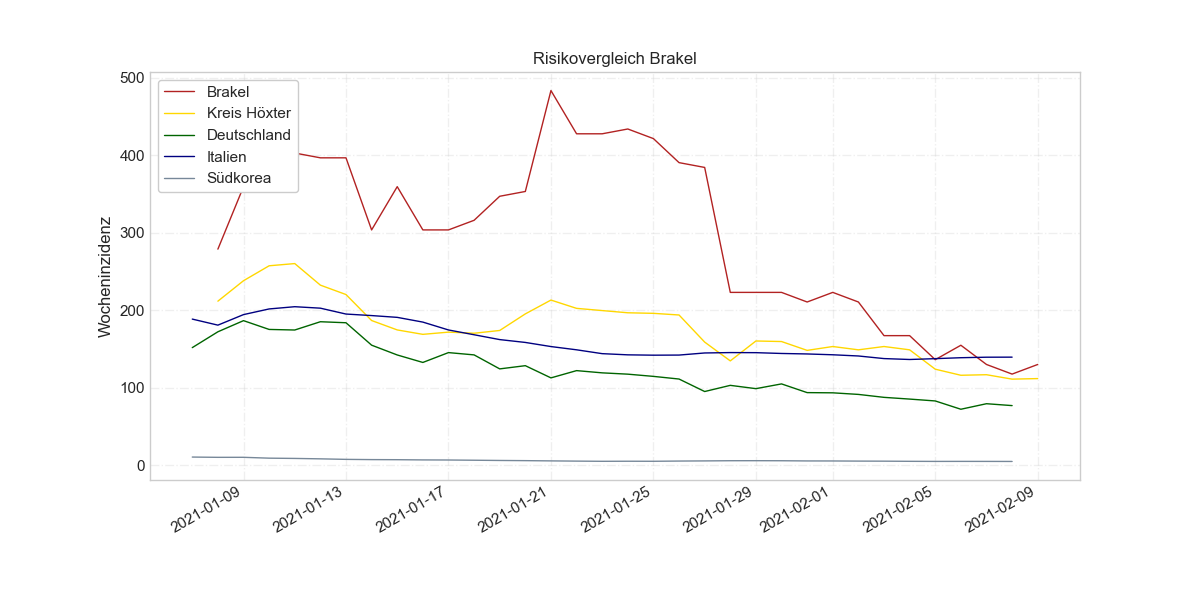 Risikovergleich Brakel
Wocheninzidenz
500
400
300
200
100
0
Brakel
Kreis Höxter
Deutschland
Italien
Südkorea
2021-01-09
2021-01-13
2021-01-17
2021-01-21
2021-01-25
2021-01-29
2021-02-01
2021-02-05
2021-02-09